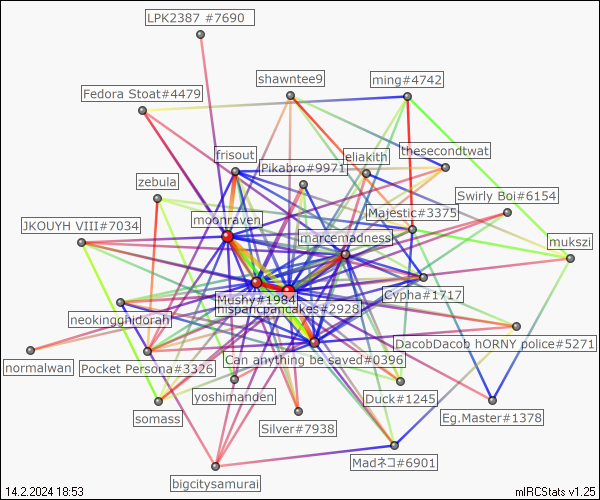 LPK2387 #7690
shawntee9
ming#4742
Fedora Stoat#4479
thesecondtwat
frisout
eliakith
Pikabro#9971
zebula
Swirly Boi#6154
moonraven
Majestic#3375
JKOUYH VIII#7034
marcemadness
mukszi
Cypha#1717
Mushy#1984
hispancpancakes#2928
neokingghidorah
DacobDacob hORNY police#5271
Can anything be saved#0396
normalwan
Pocket Persona#3326
yoshimanden
Duck#1245
somass
Eg.Master#1378
Silver#7938
Madネコ#6901
bigcitysamurai
14.2.2024 18:53
mIRCStats v1.25